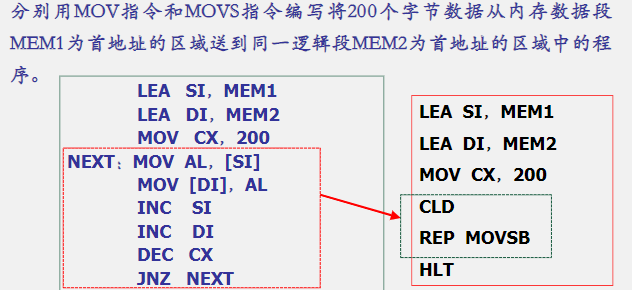 分别用MOV指令和MOVS指令编写将200个字节数据从内存数据段
MEM1为首地址的区域送到同一逻辑段MEM2为首地址的区域中的程
序。
LEA SI，MEM1
LEA DI，MEM2
MOV CX，200
NEXT：MOV AL，[SI]
MOV [DI]，AL
INC SI
INC DI
DEC CX
JNZ NEXT
LEA SI，MEM1
LEA DI，MEM2
MOV CX，200
CLD
REP MOVSB
HLT